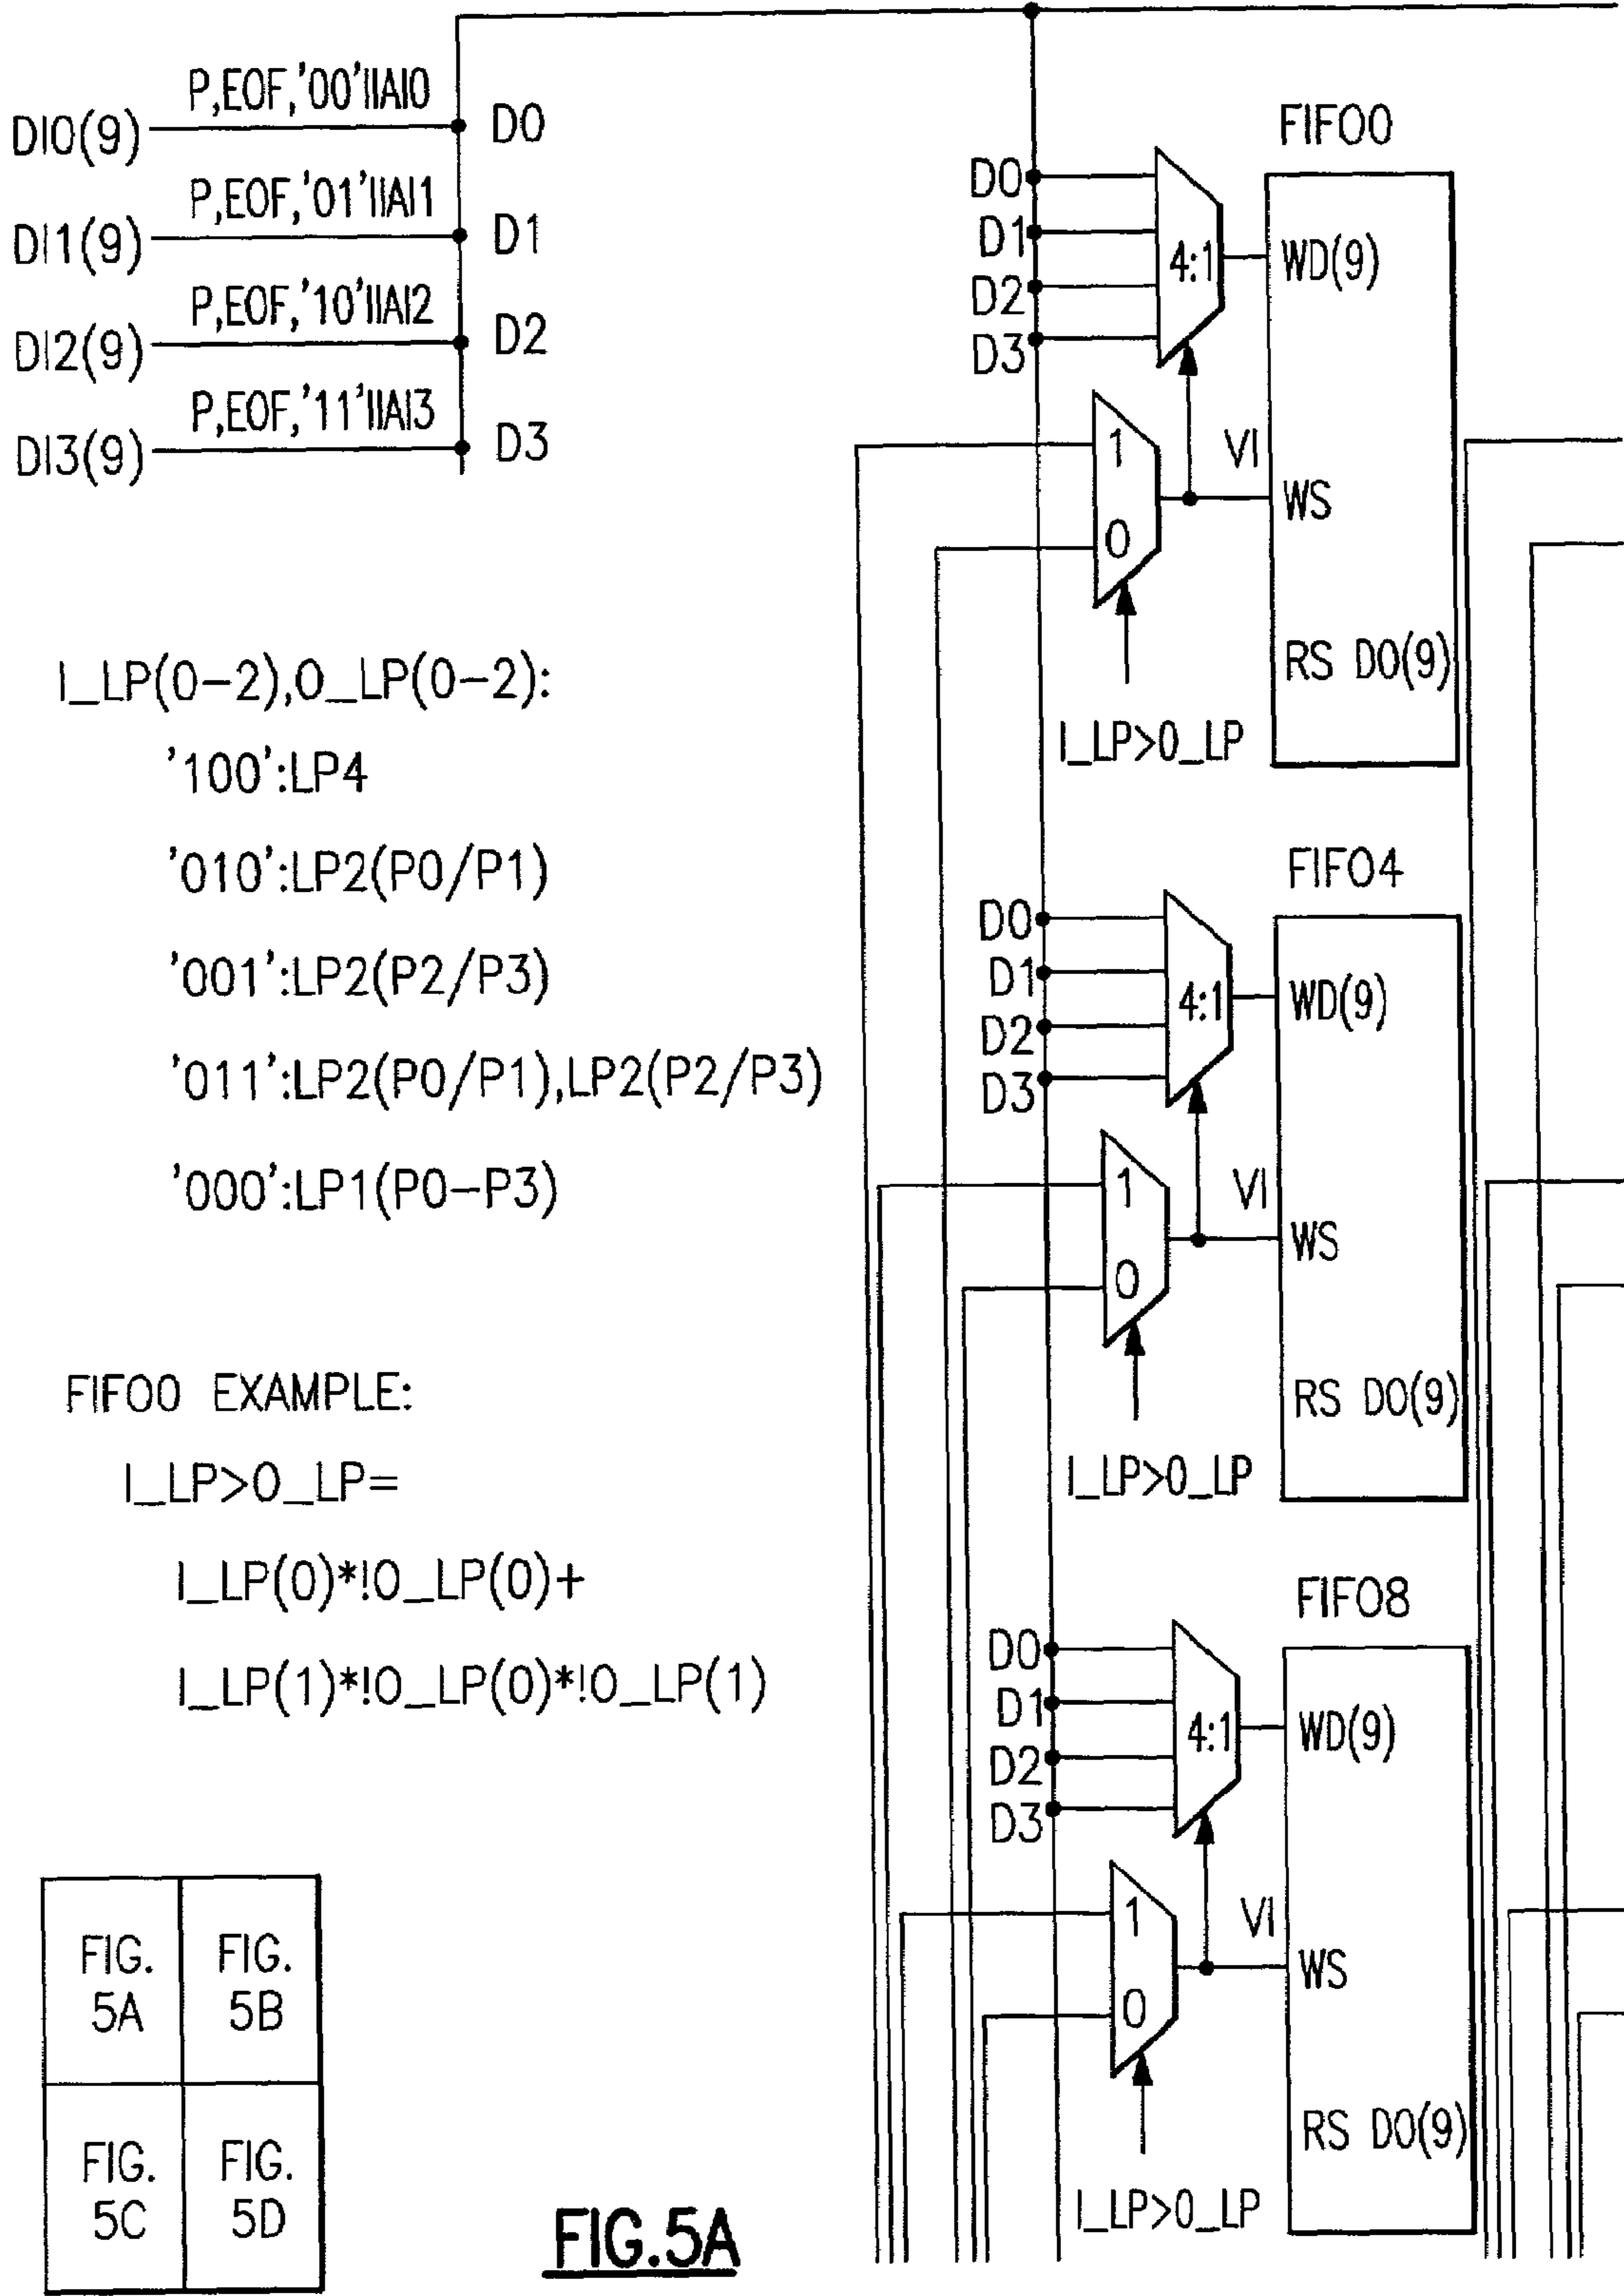 P,EOF,'00'IIAI0
DI0(9)
D0
P,EOF,'01'IIAI1
DI1(9)
D1
P,EOF,'10'IIAI2
DI2(9)
D2
P,EOF,'11'IIAI3
DI3(9)
D3
I_LP(0-2),O_LP(0-2):
'100':LP4
'010':LP2(P0/P1)
'001':LP2(P2/P3)
'011':LP2(P0/P1),LP2(P2/P3)
'000':LP1(P0-P3)
FIFO0 EXAMPLE:
I_LP>O_LP=
I_LP(0)*!O_LP(0)+
I_LP(1)*!O_LP(0)*!O_LP(1)
FIFO0
D0
D1
D2
D3
4:1
WD(9)
1
0
VI
WS
RS DO(9)
I_LP>O_LP
FIFO4
D0
D1
D2
D3
4:1
WD(9)
1
0
VI
WS
RS DO(9)
I_LP>O_LP
FIFO8
D0
D1
D2
D3
4:1
WD(9)
1
0
VI
WS
RS DO(9)
I_LP>O_LP
FIG.
5A
FIG.
5B
FIG.
5C
FIG.
5D
FIG.5A